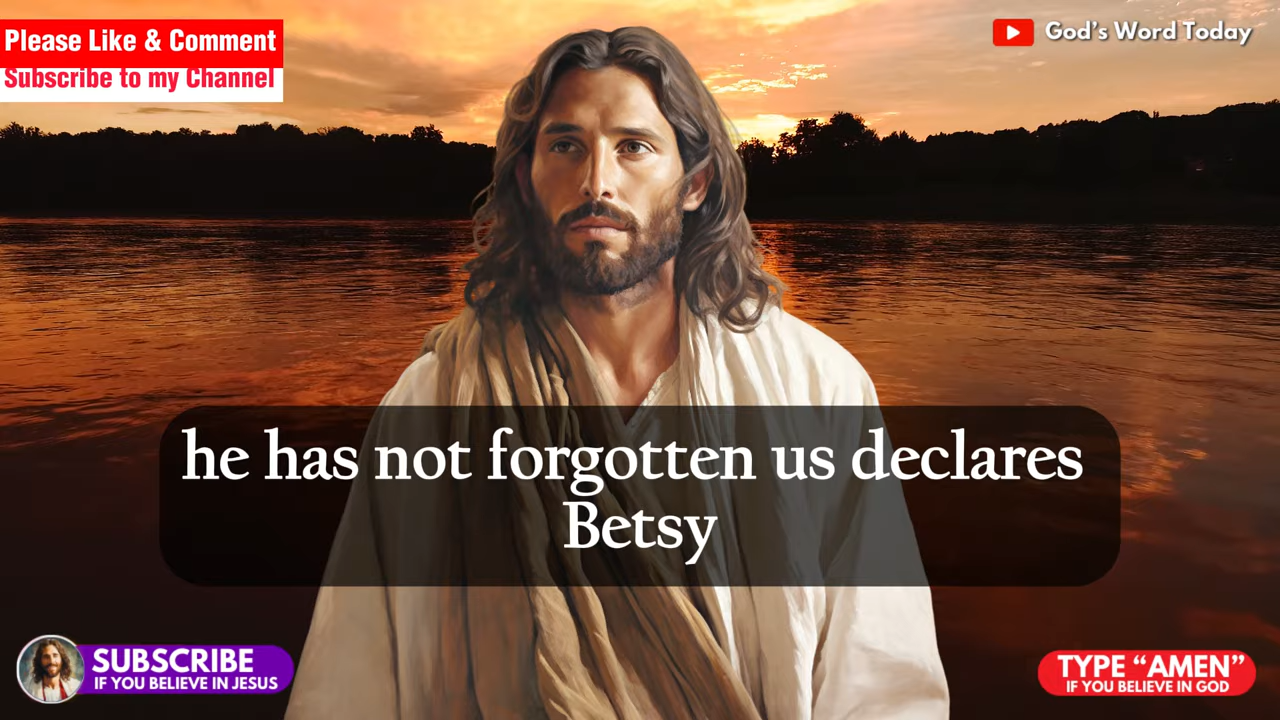 Please Like & Comment
Subscribe to my Channel
God's Word Today
he has not forgotten us declares
Betsy
SUBSCRIBE
IF YOU BELIEVE IN JESUS
TYPE “AMEN”
IF YOU BELIEVE IN GOD